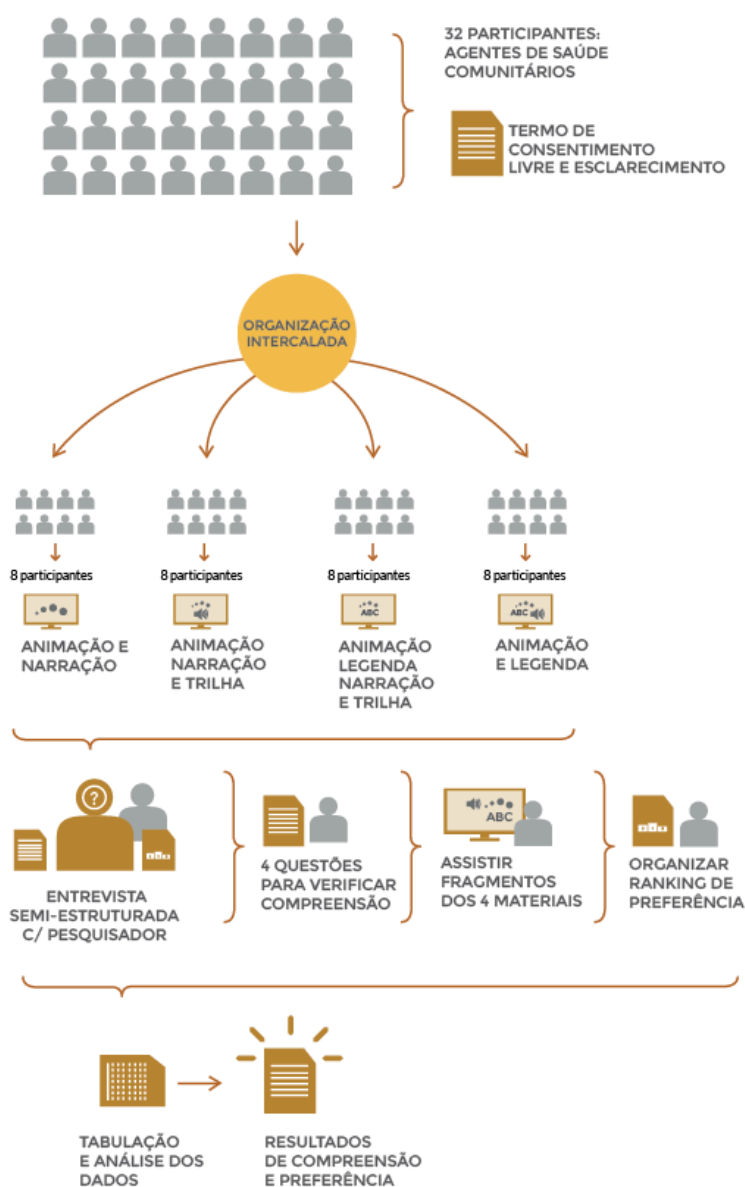 32 PARTICIPANTES:
AGENTES DE SAÚDE
COMUNITÁRIOS
TERMO DE
CONSENTIMENTO
LIVRE E ESCLARECIMENTO
ORGANIZAÇÃO
INTERCALADA
8 participantes
8 participantes
8 participantes
8 participantes
ABC
ABC
ANIMAÇÃO E
NARRAÇÃO
ANIMAÇÃO
NARRAÇÃO
E TRILHA
ANIMAÇÃO
LEGENDA
NARRAÇÃO
E TRILHA
ANIMAÇÃO
E LEGENDA
?
ENTREVISTA
SEMI-ESTRUTURADA
C/ PESQUISADOR
4 QUESTÕES
PARA VERIFICAR
COMPREENSÃO
ABC
ASSISTIR
FRAGMENTOS
DOS 4 MATERIAIS
ORGANIZAR
RANKING DE
PREFERÊNCIA
TABULAÇÃO
E ANÁLISE DOS
DADOS
RESULTADOS
DE COMPREENSÃO
E PREFERÊNCIA